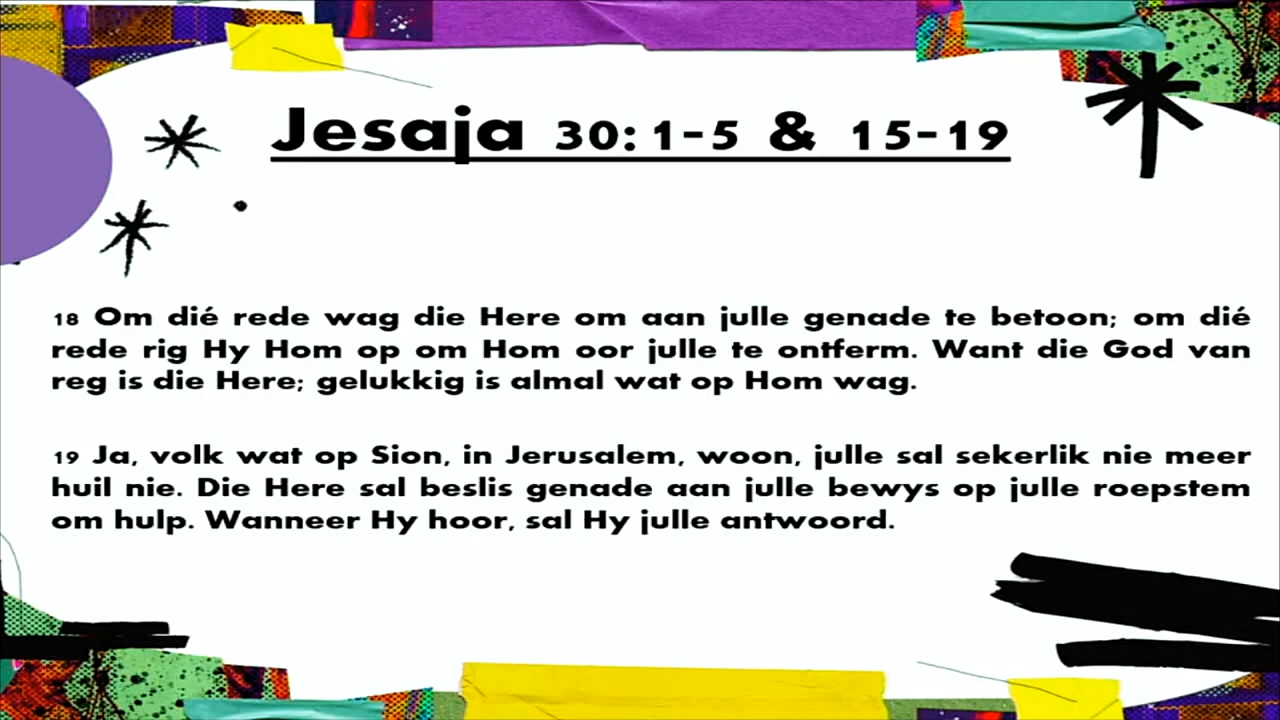 Jesaja 30:1-5 & 15-19
18 Om dié rede wag die Here om aan julle genade te betoon; om dié
rede rig Hy Hom op om Hom oor julle te ontferm. Want die God van
reg is die Here; gelukkig is almal wat op Hom wag.
19 Ja, volk wat op Sion, in Jerusalem, woon, julle sal sekerlik nie meer
huil nie. Die Here sal beslis genade aan julle bewys op julle roepstem
om hulp. Wanneer Hy hoor, sal Hy julle antwoord.